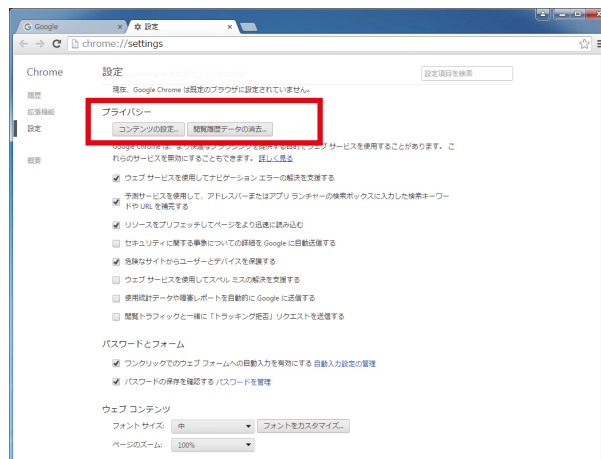 Google
設定
chrome://settings
Chrome
設定
設定項目を検索
履歴
拡張機能
設定
概要
現在、Google Chrome は既定のブラウザに設定されていません。
プライバシー
コンテンツの設定...
閲覧履歴データの消去...
Google Chrome は、より快適なブラウジングを提供する目的でウェブ サービスを使用することがあります。 こ
れらのサービスを無効にすることもできます。 詳しく見る
ウェブ サービスを使用してナビゲーション エラーの解決を支援する
予測サービスを使用して、アドレスバーまたはアプリ ランチャーの検索ボックスに入力した検索キーワー
ドや URL を補完する
リソースをプリフェッチしてページをより迅速に読み込む
セキュリティに関する事象についての詳細を Google に自動送信する
危険なサイトからユーザーとデバイスを保護する
ウェブ サービスを使用してスペル ミスの解決を支援する
使用統計データや障害レポートを自動的に Google に送信する
閲覧トラフィックと一緒に「トラッキング拒否」リクエストを送信する
パスワードとフォーム
ワンクリックでのウェブ フォームへの自動入力を有効にする 自動入力設定の管理
パスワードの保存を確認する パスワードを管理
ウェブ コンテンツ
フォント サイズ: 中 フォントをカスタマイズ...
ページのズーム: 100%